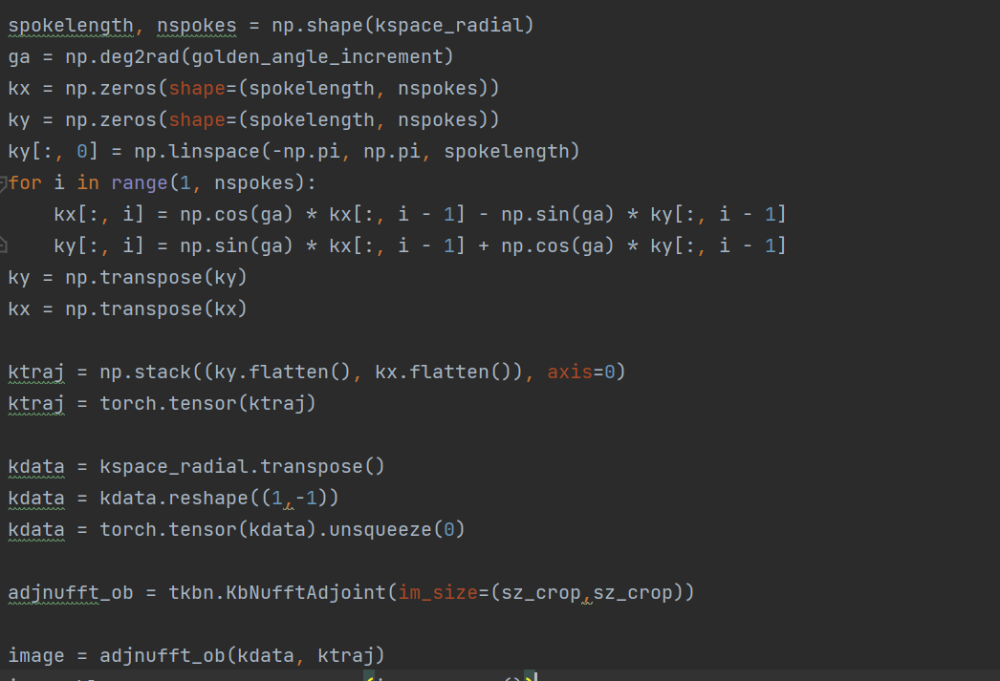 spokelength, nspokes = np.shape(kspace_radial)
ga = np.deg2rad(golden_angle_increment)
kx = np.zeros(shape=(spokelength, nspokes))
ky = np.zeros(shape=(spokelength, nspokes))
ky[:, 0] = np.linspace(-np.pi, np.pi, spokelength)
for i in range(1, nspokes):
    kx[:, i] = np.cos(ga) * kx[:, i - 1] - np.sin(ga) * ky[:, i - 1]
    ky[:, i] = np.sin(ga) * kx[:, i - 1] + np.cos(ga) * ky[:, i - 1]
ky = np.transpose(ky)
kx = np.transpose(kx)
ktraj = np.stack((ky.flatten(), kx.flatten()), axis=0)
ktraj = torch.tensor(ktraj)
kdata = kspace_radial.transpose()
kdata = kdata.reshape((1,-1))
kdata = torch.tensor(kdata).unsqueeze(0)
adjnufft_ob = tkbn.KbNufftAdjoint(im_size=(sz_crop,sz_crop))
image = adjnufft_ob(kdata, ktraj)